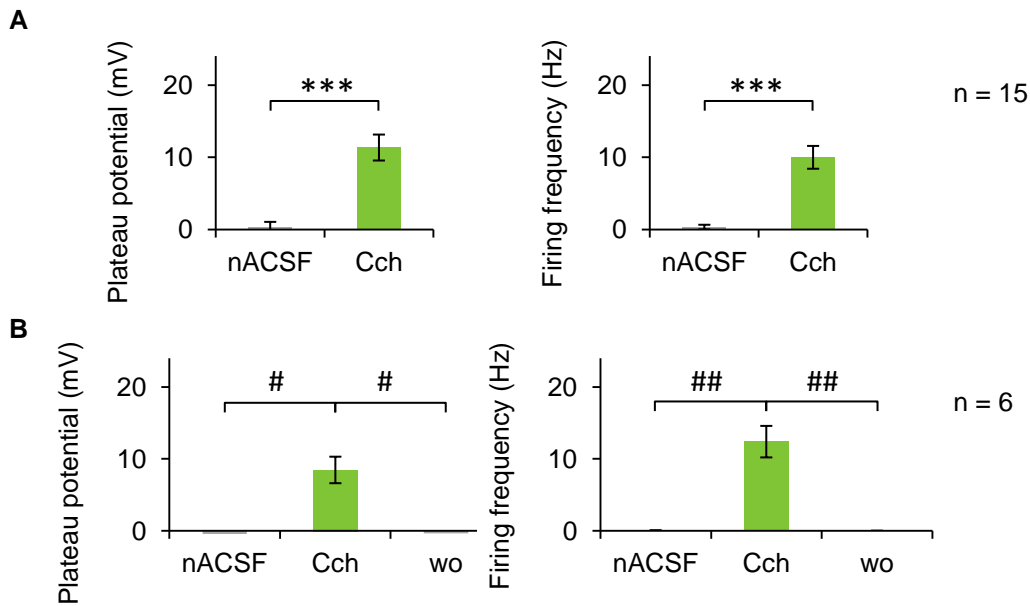 A
Plateau potential (mV)
20
10
0
***
nACSF
Cch
Firing frequency (Hz)
20
10
0
***
nACSF
Cch
n = 15
B
Plateau potential (mV)
20
10
0
#
#
nACSF
Cch
wo
Firing frequency (Hz)
20
10
0
##
##
nACSF
Cch
wo
n = 6